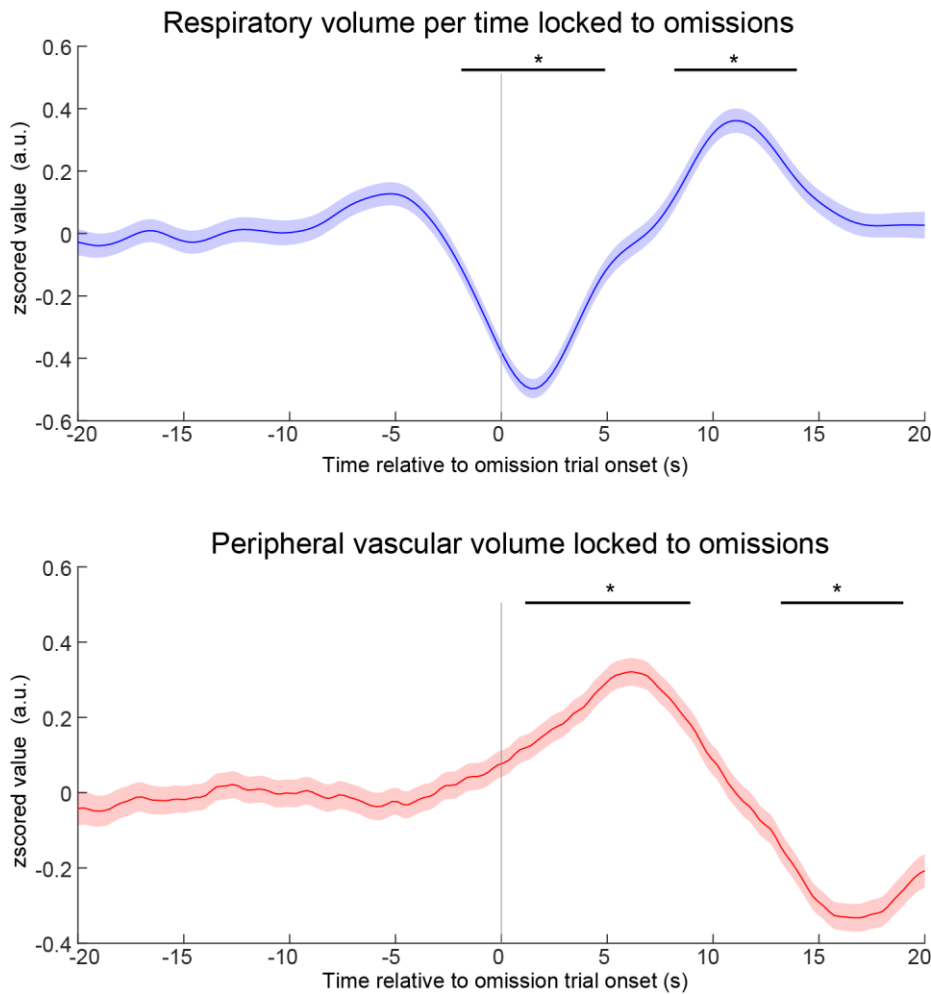 Respiratory volume per time locked to omissions
0.6
* *
0.4
0.2
0
-0.2
-0.4
-0.6
zscored value (a.u.)
-20 -15 -10 -5 0 5 10 15 20
Time relative to omission trial onset (s)
Peripheral vascular volume locked to omissions
0.6
* *
0.4
0.2
0
-0.2
-0.4
zscored value (a.u.)
-20 -15 -10 -5 0 5 10 15 20
Time relative to omission trial onset (s)